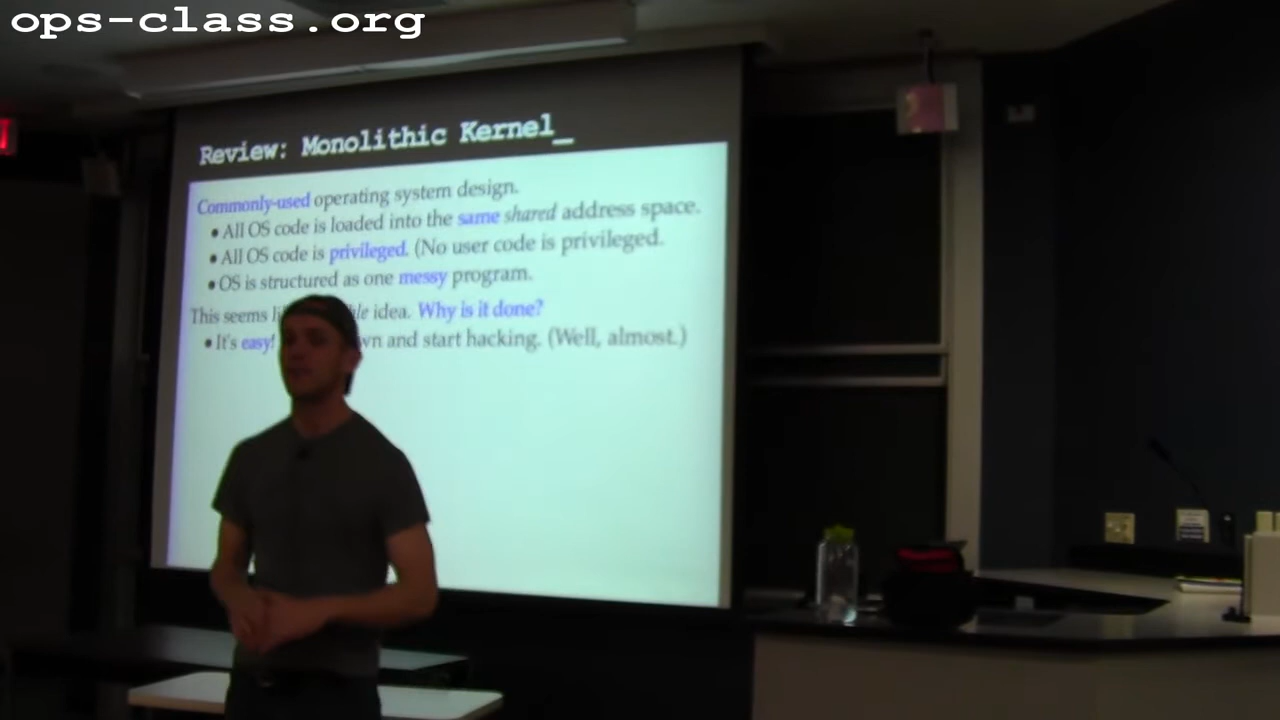 ops-class.org
Review: Monolithic Kernel_
Commonly-used operating system design.
• All OS code is loaded into the same shared address space.
• All OS code is privileged. (No user code is privileged.
• OS is structured as one messy program.
This seems idea. Why is it done?
• It's easy! and start hacking. (Well, almost.)